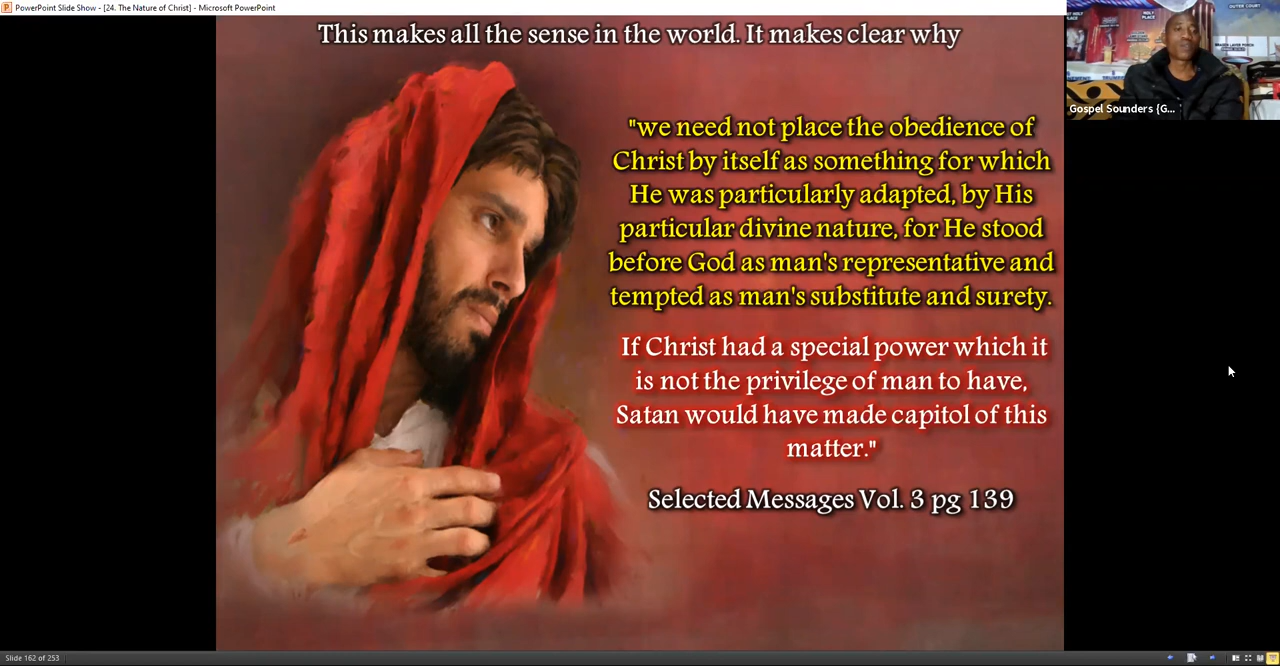 PowerPoint Slide Show - [24. The Nature of Christ] - Microsoft PowerPoint
This makes all the sense in the world. It makes clear why
"we need not place the obedience of
Christ by itself as something for which
He was particularly adapted, by His
particular divine nature, for He stood
before God as man's representative and
tempted as man's substitute and surety.
If Christ had a special power which it
is not the privilege of man to have,
Satan would have made capitol of this
matter."
Selected Messages Vol. 3 pg 139
HOLY
PLACE
OUTER COURT
Gospel Sounders {G...
Slide 162 of 253